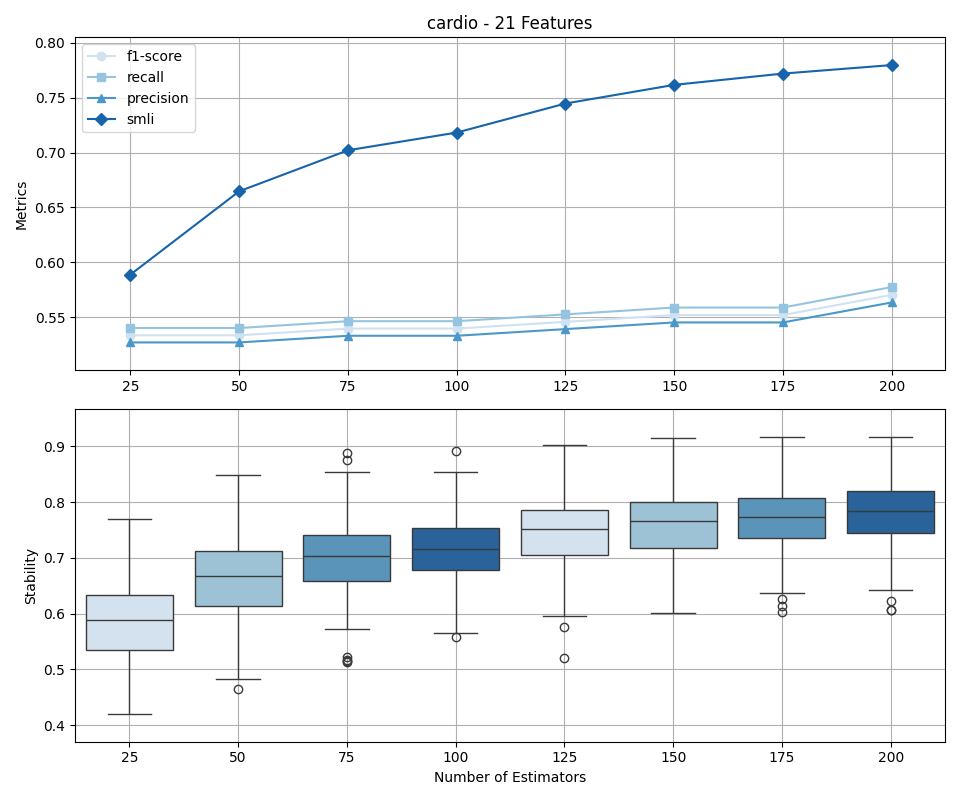 cardio - 21 Features
f1-score
recall
precision
smli
Metrics
0.80
0.75
0.70
0.65
0.60
0.55
25 50 75 100 125 150 175 200
Stability
0.9
0.8
0.7
0.6
0.5
0.4
25 50 75 100 125 150 175 200
Number of Estimators